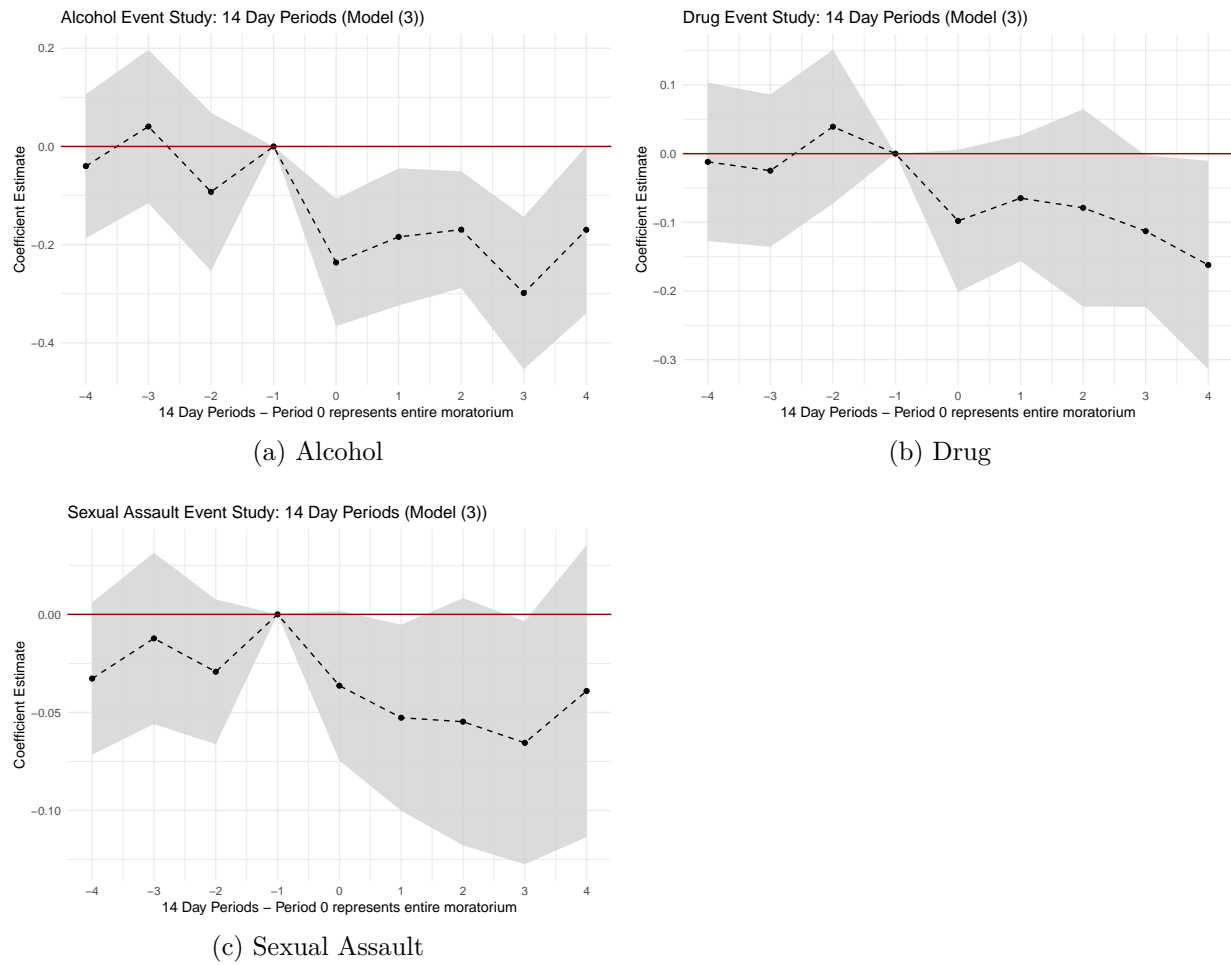 Alcohol Event Study: 14 Day Periods (Model (3))
0.2
0.0
−0.2
−0.4
Coefficient Estimate
−4 −3 −2 −1 0 1 2 3 4
14 Day Periods − Period 0 represents entire moratorium
(a) Alcohol
Drug Event Study: 14 Day Periods (Model (3))
0.1
0.0
−0.1
−0.2
−0.3
Coefficient Estimate
−4 −3 −2 −1 0 1 2 3 4
14 Day Periods − Period 0 represents entire moratorium
(b) Drug
Sexual Assault Event Study: 14 Day Periods (Model (3))
0.00
−0.05
−0.10
Coefficient Estimate
−4 −3 −2 −1 0 1 2 3 4
14 Day Periods − Period 0 represents entire moratorium
(c) Sexual Assault